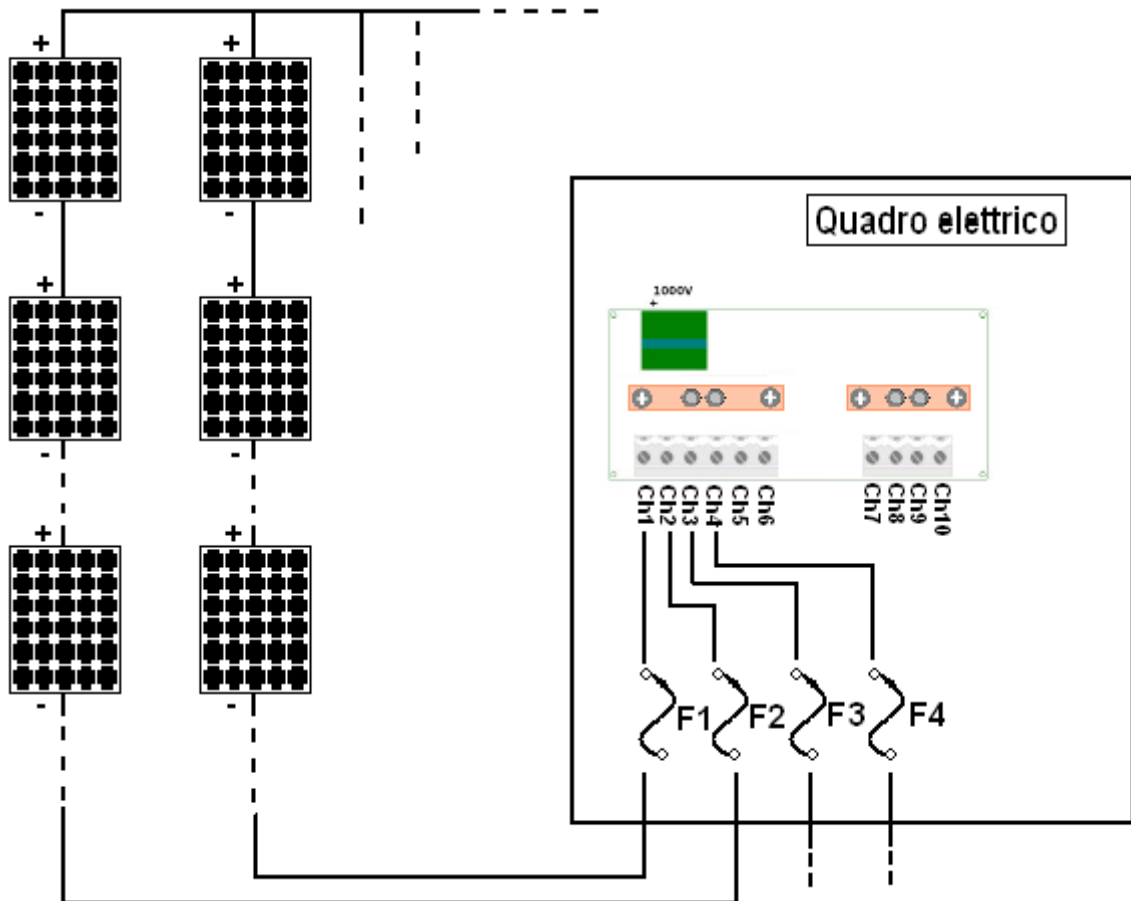 + +
- -
+ +
- -
+ +
- -
Quadro elettrico
1000V
+
Ch1 Ch2 Ch3 Ch4 Ch5 Ch6 Ch7 Ch8 Ch9 Ch10
F1 F2 F3 F4